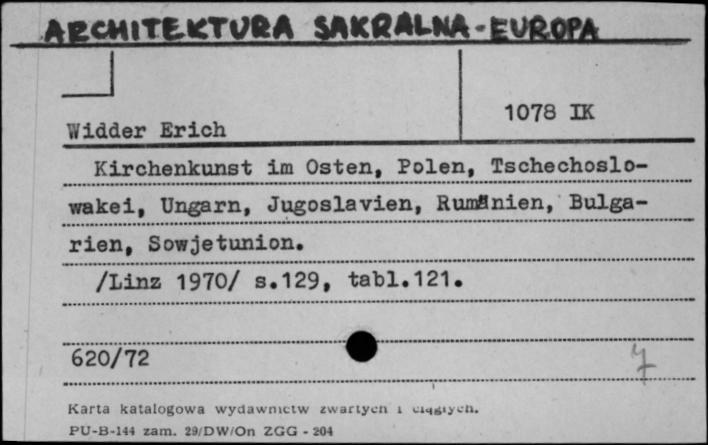 ARCHITEKTURA SAKRALNA - EUROPA
1078 IK
Widder Erich
Kirchenkunst im Osten, Polen, Tschechoslo-
wakei, Ungarn, Jugoslavien, Rumänien, Bulga-
rien, Sowjetunion.
/Linz 1970/ s.129, tabl.121.
620/72
7
Karta katalogowa wydawnictw zwartych i ciągłych.
PU-B-144 zam. 29/DW/On ZGG - 204